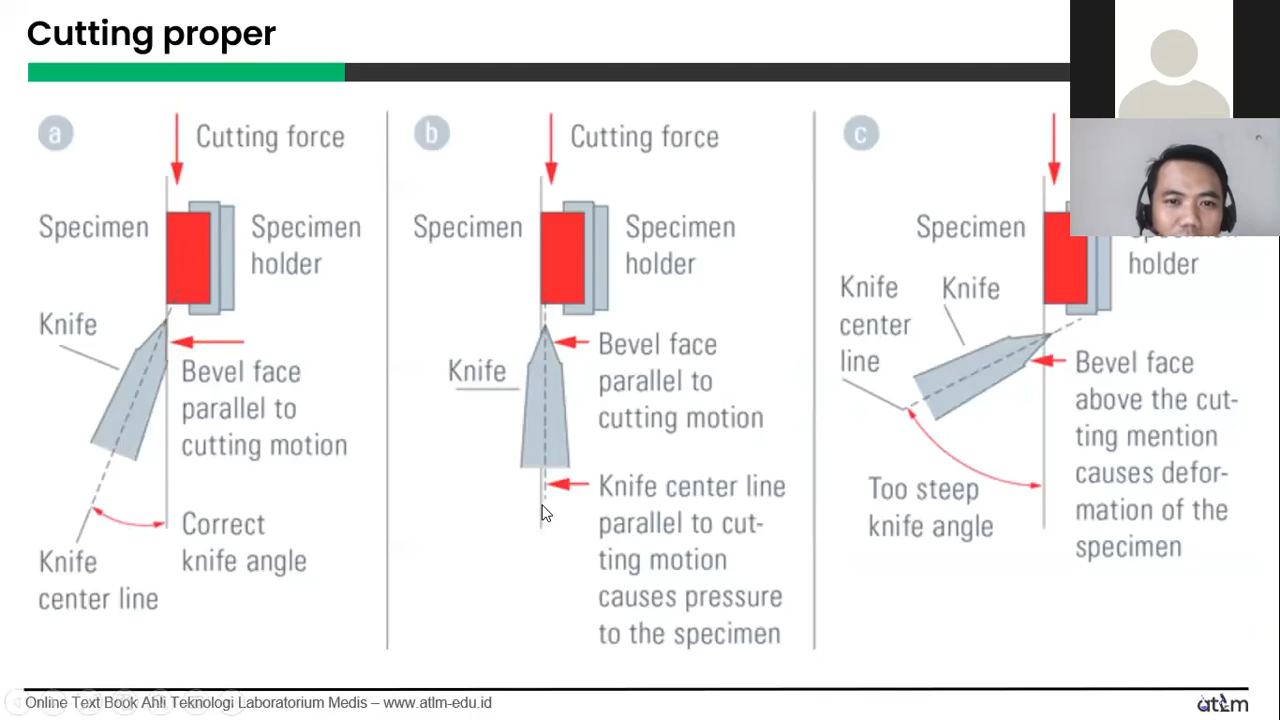 Cutting proper
a
Cutting force
Specimen
Specimen
holder
Knife
Bevel face
parallel to
cutting motion
Correct
knife angle
Knife
center line
b
Cutting force
Specimen
Specimen
holder
Bevel face
parallel to
cutting motion
Knife
Knife center line
parallel to cut-
ting motion
causes pressure
to the specimen
c
Specimen
holder
Knife
center
line
Knife
Bevel face
above the cut-
ting mention
causes defor-
mation of the
specimen
Too steep
knife angle
Online Text Book Ahli Teknologi Laboratorium Medis – www.atlm-edu.id
atlm